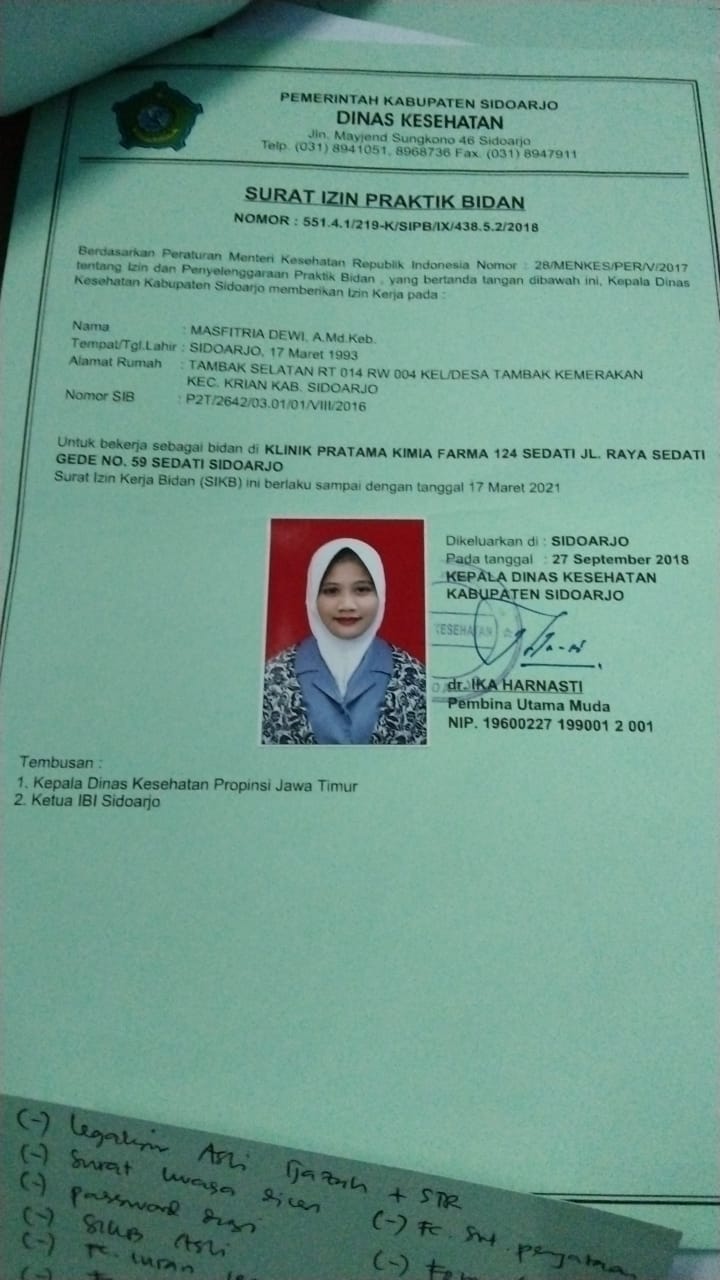 PEMERINTAH KABUPATEN SIDOARJO
DINAS KESEHATAN
Jln. Mayjend Sungkono 46 Sidoarjo
Telp. (031) 8941051, 8968736 Fax. (031) 8947911
SURAT IZIN PRAKTIK BIDAN
NOMOR : 551.4.1/219-K/SIPB/IX/438.5.2/2018
Berdasarkan Peraturan Menteri Kesehatan Republik Indonesia Nomor : 28/MENKES/PER/V/2017
tentang Izin dan Penyelenggaraan Praktik Bidan , yang bertanda tangan dibawah ini, Kepala Dinas
Kesehatan Kabupaten Sidoarjo memberikan Izin Kerja pada :
Nama : MASFITRIA DEWI, A.Md.Keb.
Tempat/Tgl.Lahir : SIDOARJO, 17 Maret 1993
Alamat Rumah : TAMBAK SELATAN RT 014 RW 004 KEL/DESA TAMBAK KEMERAKAN
KEC. KRIAN KAB. SIDOARJO
Nomor SIB : P2T/2642/03.01/01/VIII/2016
Untuk bekerja sebagai bidan di KLINIK PRATAMA KIMIA FARMA 124 SEDATI JL. RAYA SEDATI
GEDE NO. 59 SEDATI SIDOARJO
Surat Izin Kerja Bidan (SIKB) ini berlaku sampai dengan tanggal 17 Maret 2021
Dikeluarkan di : SIDOARJO
Pada tanggal : 27 September 2018
KEPALA DINAS KESEHATAN
KABUPATEN SIDOARJO
KESEHATAN
dr. IKA HARNASTI
Pembina Utama Muda
NIP. 19600227 199001 2 001
Tembusan :
1. Kepala Dinas Kesehatan Propinsi Jawa Timur
2. Ketua IBI Sidoarjo
(-) Legalisir Asli Ijazah + STR
(-) Surat
(-) password
(-) SIKB Asli
(-) Fc. iuran
(-) Fc. Srt. pernyataan
(-)